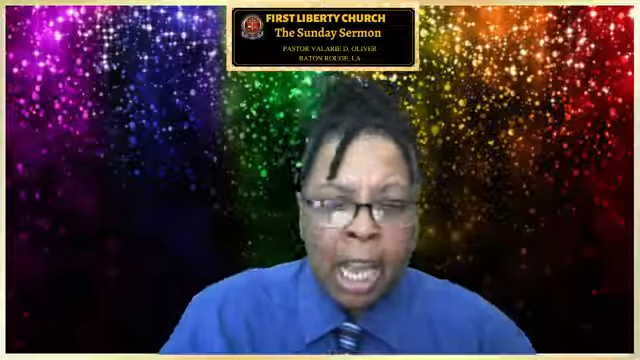 FIRST LIBERTY CHURCH
The Sunday Sermon
PASTOR VALARIE D. OLIVER
BATON ROUGE, LA